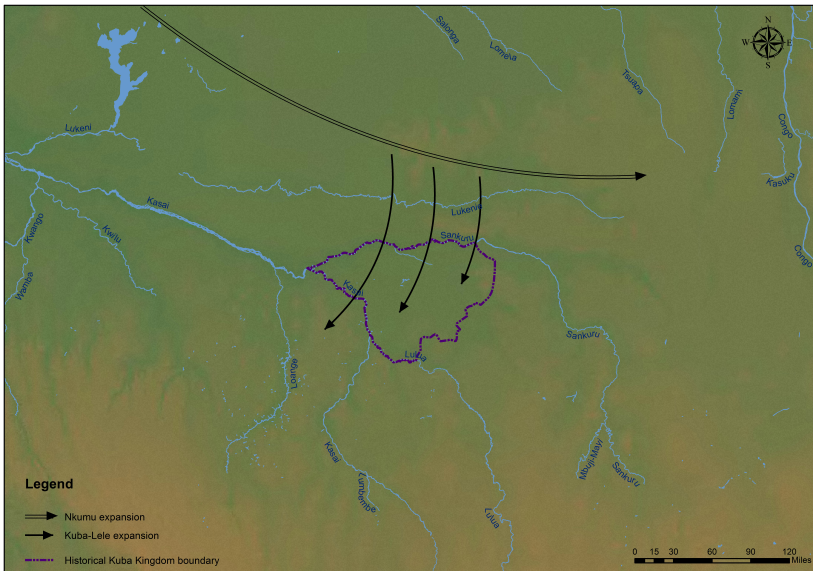 N
W E
S
Salonga
Lomela
Tsuapa
Lomami
Congo
Lukeni
Kasuku
Kasai
Lukenie
Kwango
Kwilu
Sankuru
Congo
Wamba
Kasai
Sankuru
Lulua
Loange
Kasai
Lumbembe
Mbuji-Mayi
Sankuru
Lulua
Legend
Nkumu expansion
Kuba-Lele expansion
Historical Kuba Kingdom boundary
0 15 30 60 90 120
Miles